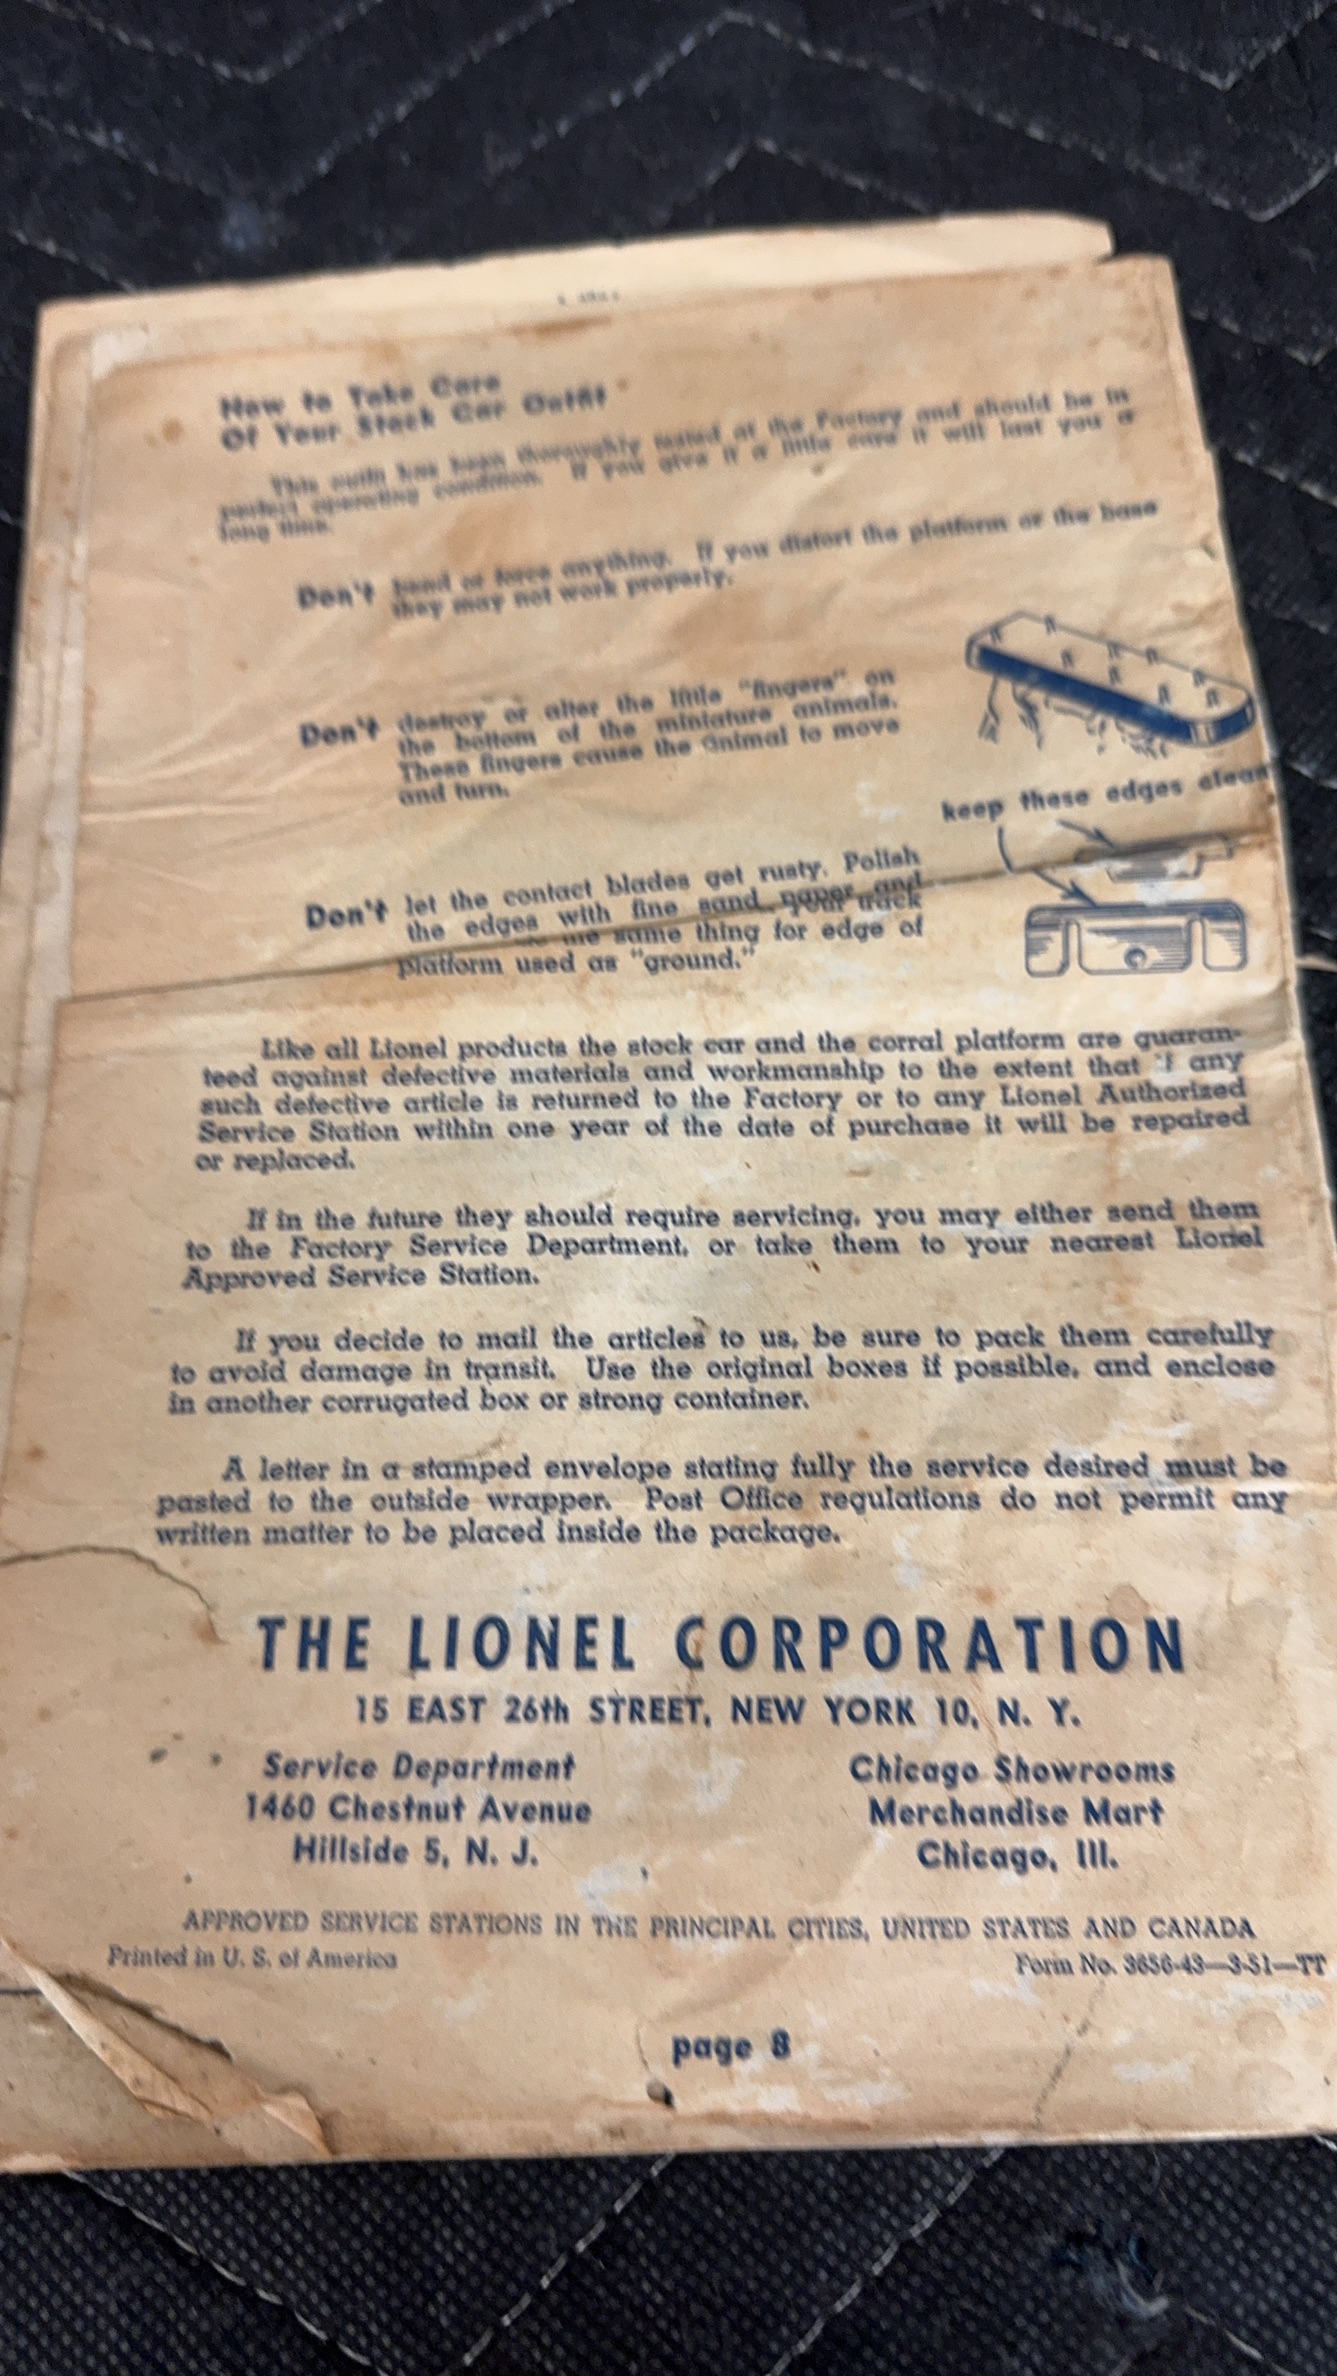 How to Take Care
Of Your Stock Car Outfit
This outfit has been thoroughly tested at the Factory and should be in
perfect operating condition. If you give it a little care it will last you a
long time.
Don't bend or force anything. If you distort the platform or the base
they may not work properly.
Don't destroy or alter the little "fingers" on
the bottom of the miniature animals.
These fingers cause the animal to move
and turn.
keep these edges clean
Don't let the contact blades get rusty. Polish
the edges with fine sand paper and
your track
the same thing for edge of
platform used as "ground."
Like all Lionel products the stock car and the corral platform are guaran-
teed against defective materials and workmanship to the extent that if any
such defective article is returned to the Factory or to any Lionel Authorized
Service Station within one year of the date of purchase it will be repaired
or replaced.
If in the future they should require servicing, you may either send them
to the Factory Service Department, or take them to your nearest Lionel
Approved Service Station.
If you decide to mail the articles to us, be sure to pack them carefully
to avoid damage in transit. Use the original boxes if possible, and enclose
in another corrugated box or strong container.
A letter in a stamped envelope stating fully the service desired must be
pasted to the outside wrapper. Post Office regulations do not permit any
written matter to be placed inside the package.
THE LIONEL CORPORATION
15 EAST 26th STREET, NEW YORK 10, N. Y.
Service Department
1460 Chestnut Avenue
Hillside 5, N. J.
Chicago Showrooms
Merchandise Mart
Chicago, Ill.
APPROVED SERVICE STATIONS IN THE PRINCIPAL CITIES, UNITED STATES AND CANADA
Printed in U. S. of America
Form No. 3656-43—3-51—TT
page 8